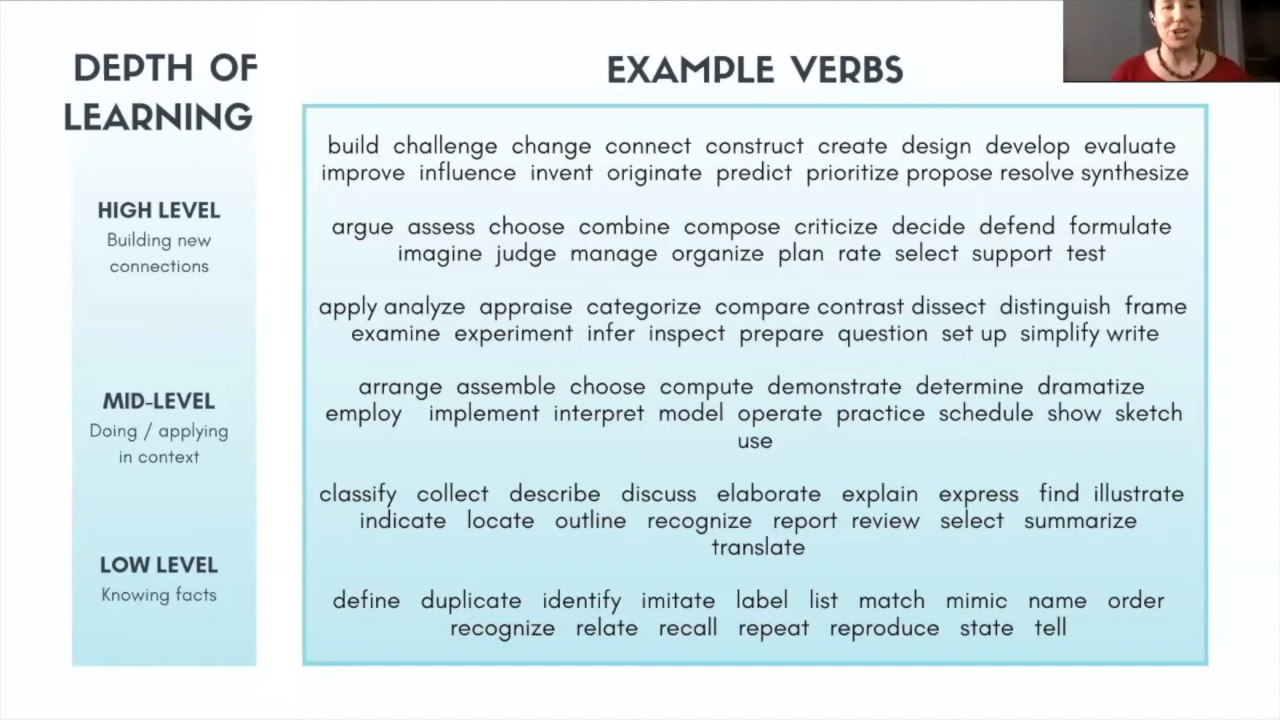 DEPTH OF
LEARNING
HIGH LEVEL
Building new
connections
MID-LEVEL
Doing / applying
in context
LOW LEVEL
Knowing facts
EXAMPLE VERBS
build challenge change connect construct create design develop evaluate
improve influence invent originate predict prioritize propose resolve synthesize
argue assess choose combine compose criticize decide defend formulate
imagine judge manage organize plan rate select support test
apply analyze appraise categorize compare contrast dissect distinguish frame
examine experiment infer inspect prepare question set up simplify write
arrange assemble choose compute demonstrate determine dramatize
employ implement interpret model operate practice schedule show sketch
use
classify collect describe discuss elaborate explain express find illustrate
indicate locate outline recognize report review select summarize
translate
define duplicate identify imitate label list match mimic name order
recognize relate recall repeat reproduce state tell